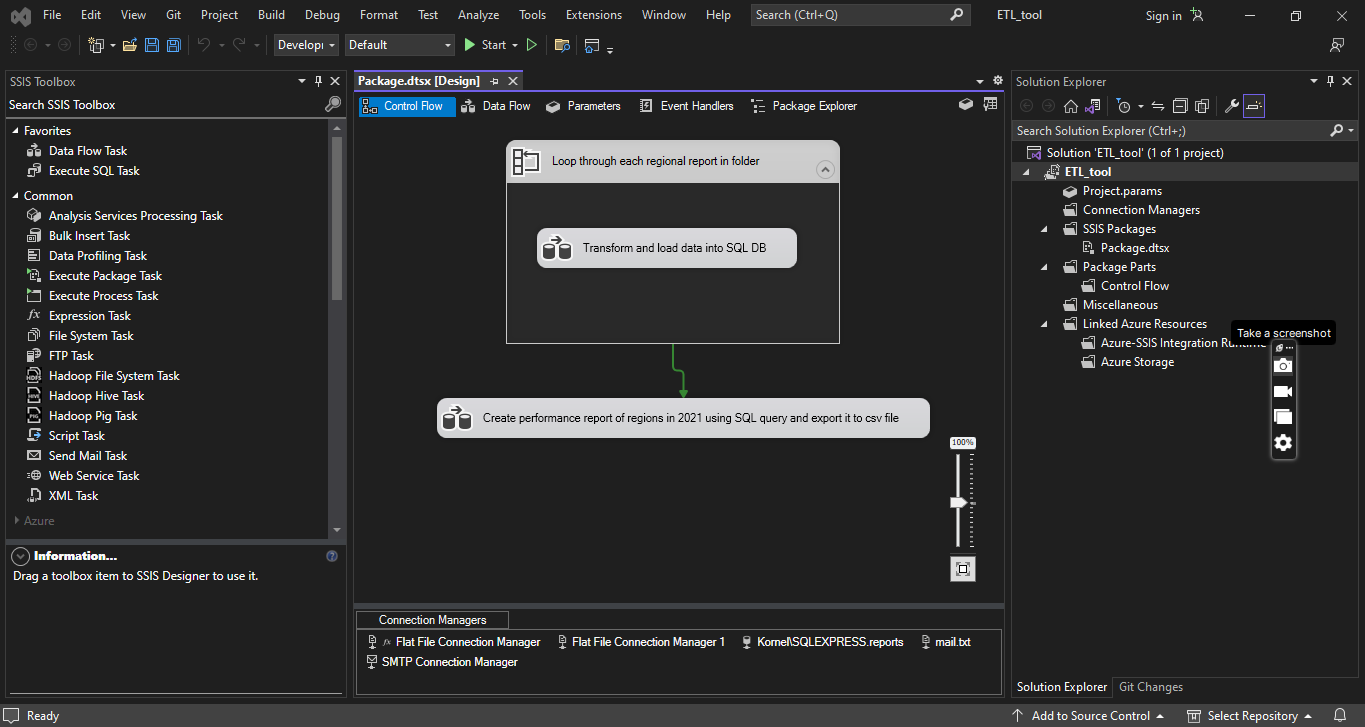 File Edit View Git Project Build Debug Format Test Analyze Tools Extensions Window Help Search (Ctrl+Q) ETL_tool Sign in
Develop Default Start
SSIS Toolbox
Search SSIS Toolbox
Favorites
Data Flow Task
Execute SQL Task
Common
Analysis Services Processing Task
Bulk Insert Task
Data Profiling Task
Execute Package Task
Execute Process Task
Expression Task
File System Task
FTP Task
Hadoop File System Task
Hadoop Hive Task
Hadoop Pig Task
Script Task
Send Mail Task
Web Service Task
XML Task
Azure
Information...
Drag a toolbox item to SSIS Designer to use it.
Package.dtsx [Design]
Control Flow Data Flow Parameters Event Handlers Package Explorer
Loop through each regional report in folder
Transform and load data into SQL DB
Create performance report of regions in 2021 using SQL query and export it to csv file
100%
Connection Managers
fx Flat File Connection Manager Flat File Connection Manager 1 Kornel\SQLEXPRESS.reports mail.txt
SMTP Connection Manager
Solution Explorer
Search Solution Explorer (Ctrl+;)
Solution 'ETL_tool' (1 of 1 project)
ETL_tool
Project.params
Connection Managers
SSIS Packages
Package.dtsx
Package Parts
Control Flow
Miscellaneous
Linked Azure Resources
Take a screenshot
Azure-SSIS Integration Runtime
Azure Storage
Solution Explorer Git Changes
Ready Add to Source Control Select Repository